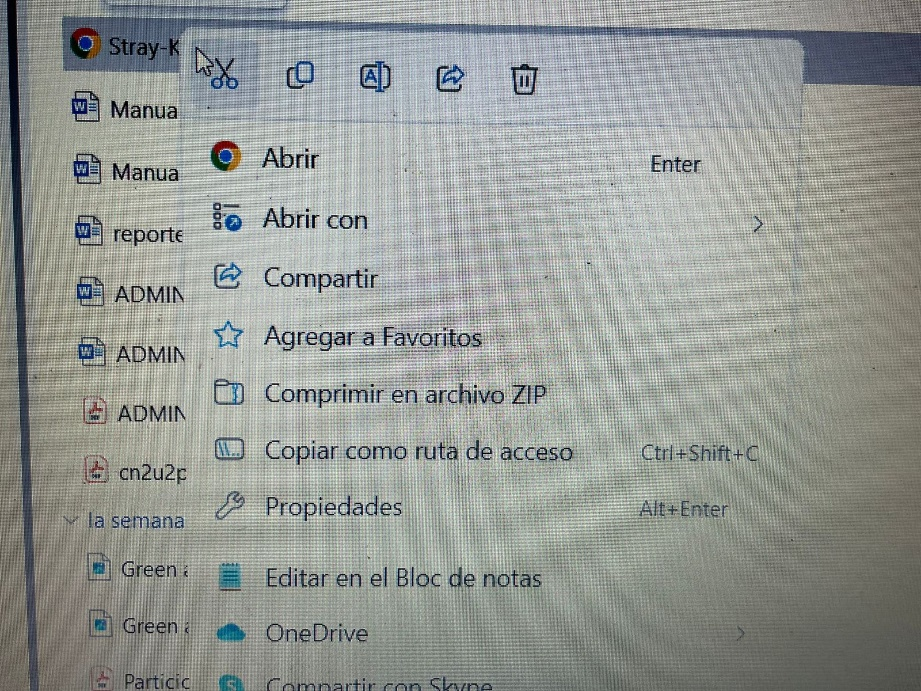 Stray-K
Manua
Manua
reporte
ADMIN
ADMIN
ADMIN
cn2u2p
la semana
Green
Green
Particic
Abrir Enter
Abrir con
Compartir
Agregar a Favoritos
Comprimir en archivo ZIP
Copiar como ruta de acceso Ctrl+Shift+C
Propiedades Alt+Enter
Editar en el Bloc de notas
OneDrive
Compartir con Skype